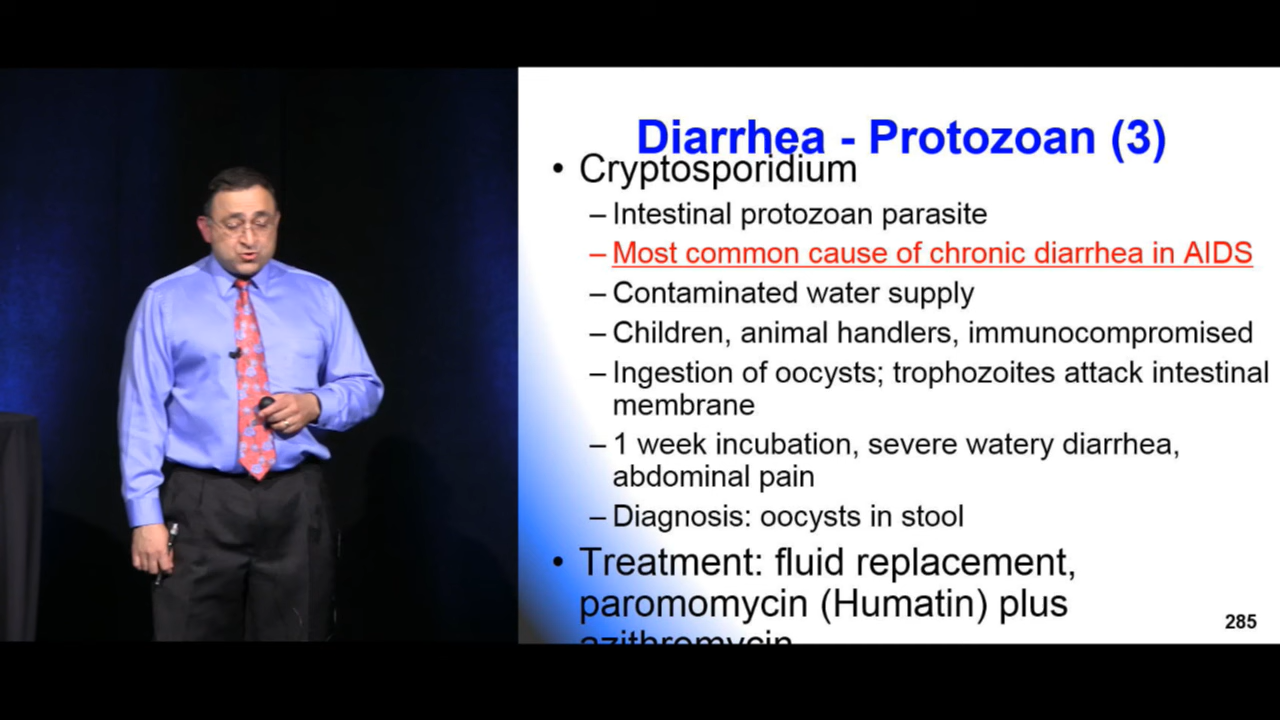 Diarrhea - Protozoan (3)
• Cryptosporidium
– Intestinal protozoan parasite
– Most common cause of chronic diarrhea in AIDS
– Contaminated water supply
– Children, animal handlers, immunocompromised
– Ingestion of oocysts; trophozoites attack intestinal
membrane
– 1 week incubation, severe watery diarrhea,
abdominal pain
– Diagnosis: oocysts in stool
• Treatment: fluid replacement,
paromomycin (Humatin) plus
azithromycin
285